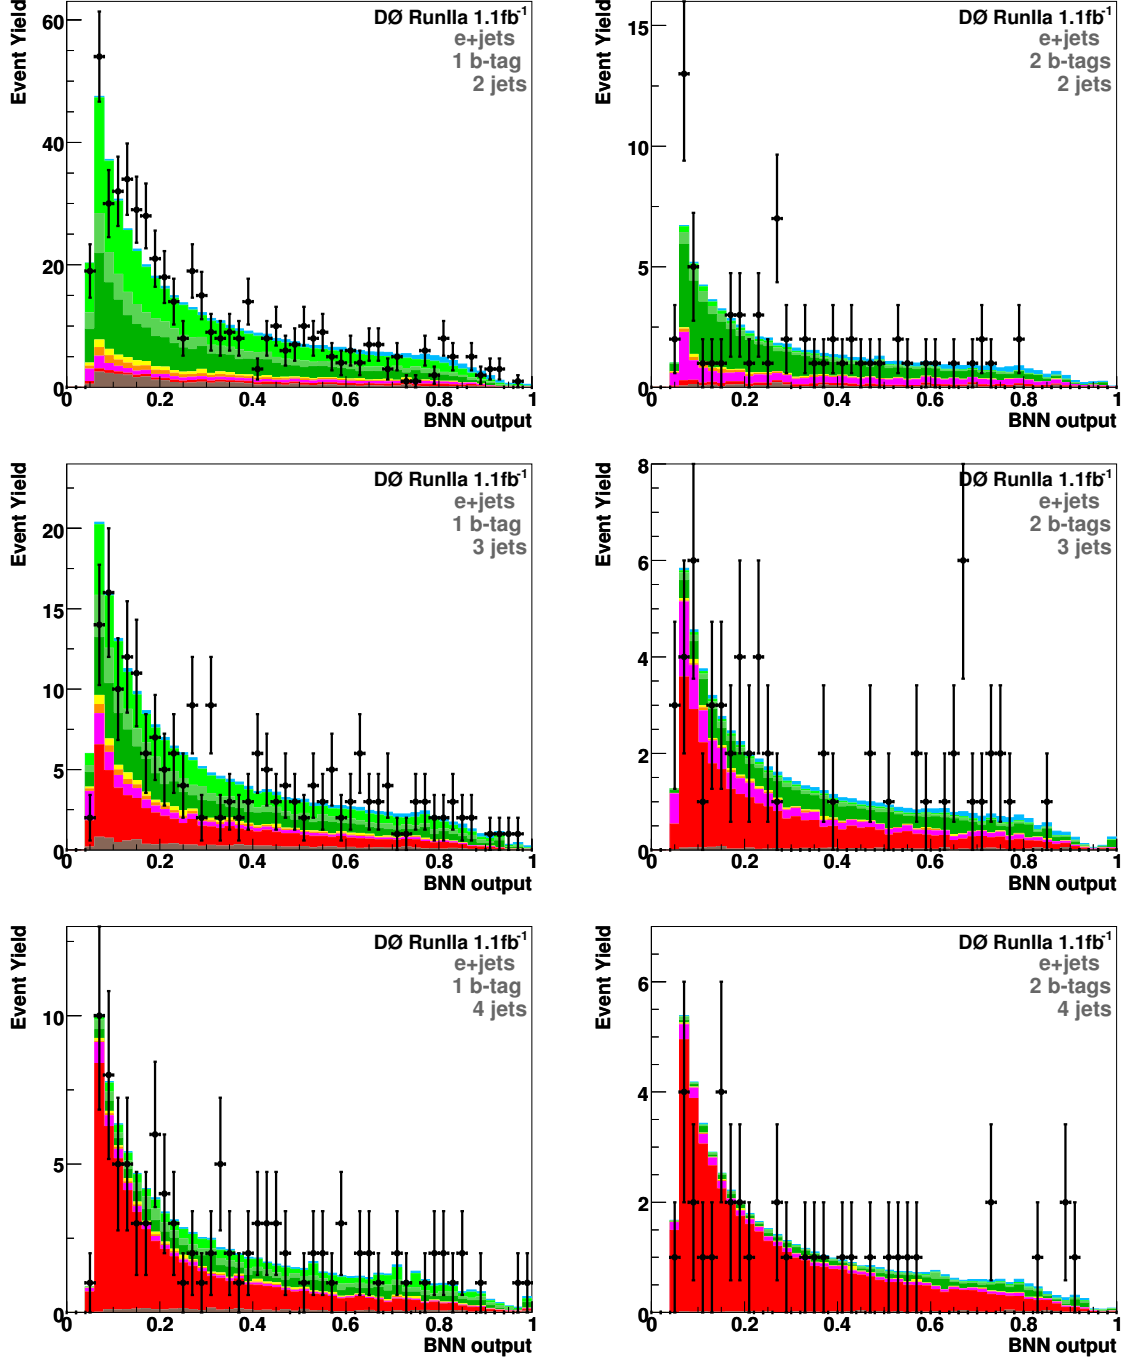 Event Yield
60
40
20
0
DØ RunIIa 1.1fb-1
e+jets
1 b-tag
2 jets
0 0.2 0.4 0.6 0.8 1
BNN output
Event Yield
15
10
5
0
DØ RunIIa 1.1fb-1
e+jets
2 b-tags
2 jets
0 0.2 0.4 0.6 0.8 1
BNN output
Event Yield
20
15
10
5
0
DØ RunIIa 1.1fb-1
e+jets
1 b-tag
3 jets
0 0.2 0.4 0.6 0.8 1
BNN output
Event Yield
8
6
4
2
0
DØ RunIIa 1.1fb-1
e+jets
2 b-tags
3 jets
0 0.2 0.4 0.6 0.8 1
BNN output
Event Yield
10
5
0
DØ RunIIa 1.1fb-1
e+jets
1 b-tag
4 jets
0 0.2 0.4 0.6 0.8 1
BNN output
Event Yield
6
4
2
0
DØ RunIIa 1.1fb-1
e+jets
2 b-tags
4 jets
0 0.2 0.4 0.6 0.8 1
BNN output